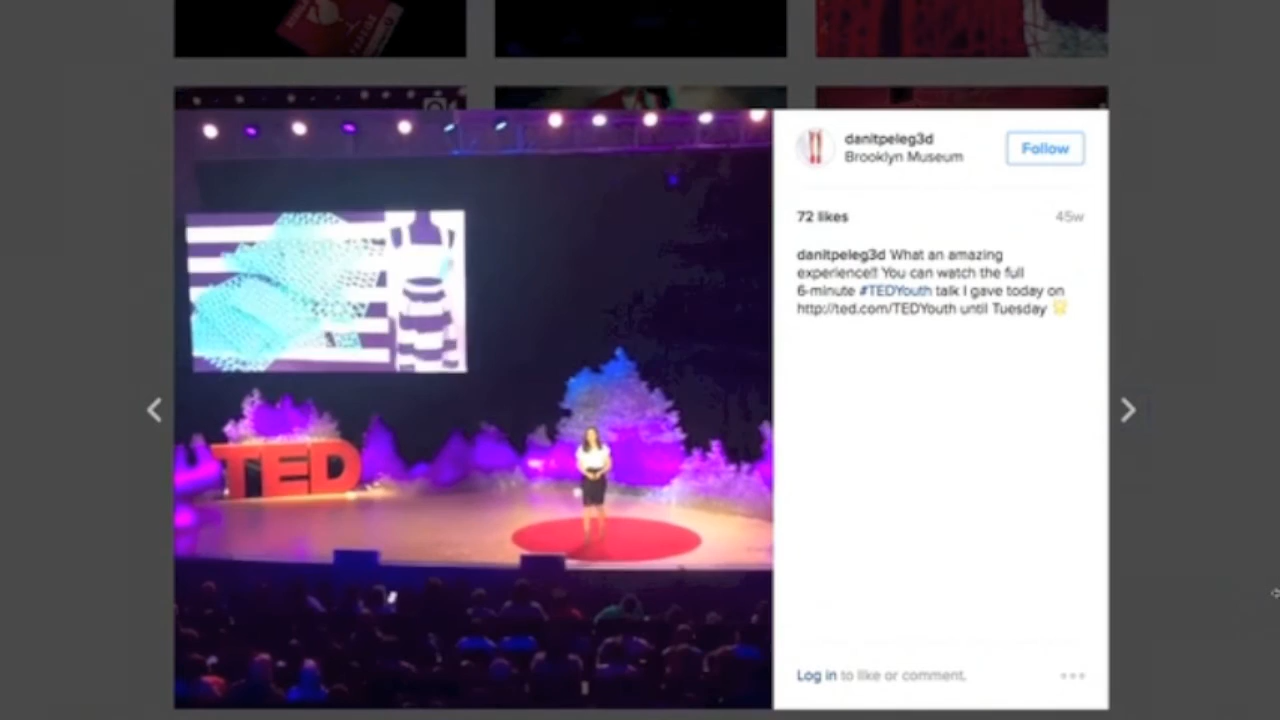 TED
danitpeleg3d
Brooklyn Museum
Follow
72 likes
45w
danitpeleg3d What an amazing
experience!! You can watch the full
6-minute #TEDYouth talk I gave today on
http://ted.com/TEDYouth until Tuesday
Log in to like or comment.